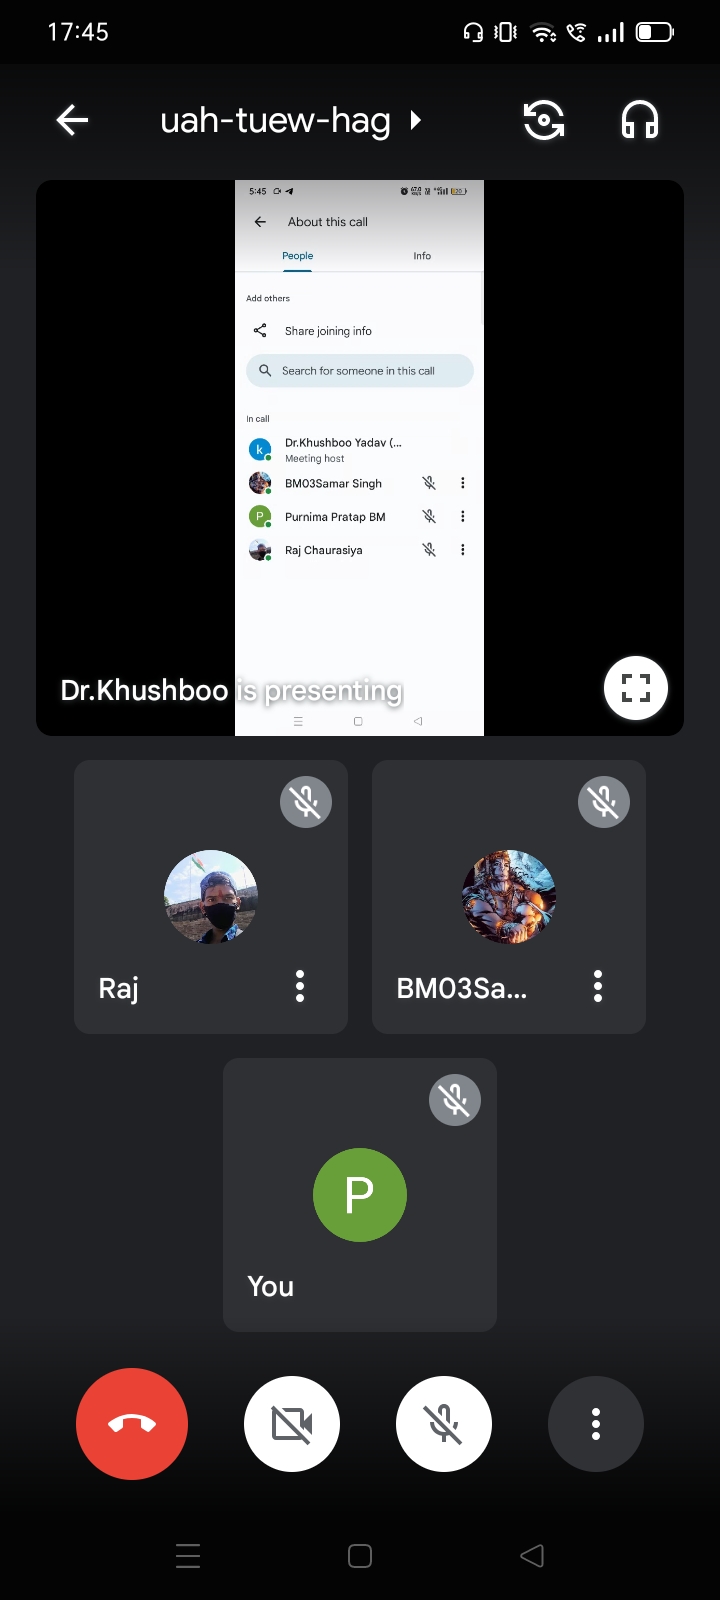 17:45
uah-tuew-hag
5:45
About this call
People Info
Add others
Share joining info
Search for someone in this call
In call
k Dr.Khushboo Yadav (...
Meeting host
BM03Samar Singh
P Purnima Pratap BM
Raj Chaurasiya
Dr.Khushboo is presenting
Raj
BM03Sa...
P
You